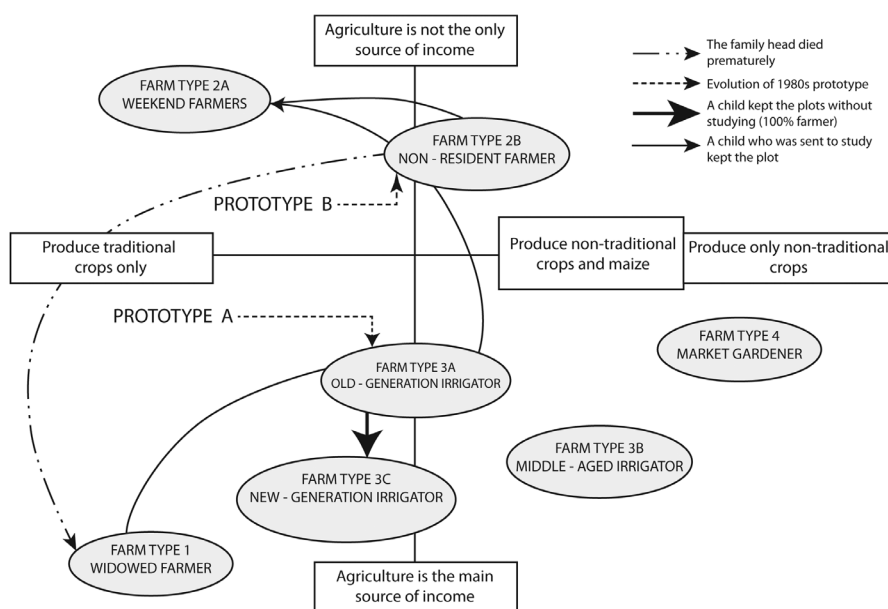 Agriculture is not the only
source of income
The family head died
prematurely
Evolution of 1980s prototype
A child kept the plots without
studying (100% farmer)
A child who was sent to study
kept the plot
FARM TYPE 2A
WEEKEND FARMERS
FARM TYPE 2B
NON - RESIDENT FARMER
PROTOTYPE B
Produce traditional
crops only
Produce non-traditional
crops and maize
Produce only non-traditional
crops
PROTOTYPE A
FARM TYPE 4
MARKET GARDENER
FARM TYPE 3A
OLD - GENERATION IRRIGATOR
FARM TYPE 3B
MIDDLE - AGED IRRIGATOR
FARM TYPE 3C
NEW - GENERATION IRRIGATOR
FARM TYPE 1
WIDOWED FARMER
Agriculture is the main
source of income